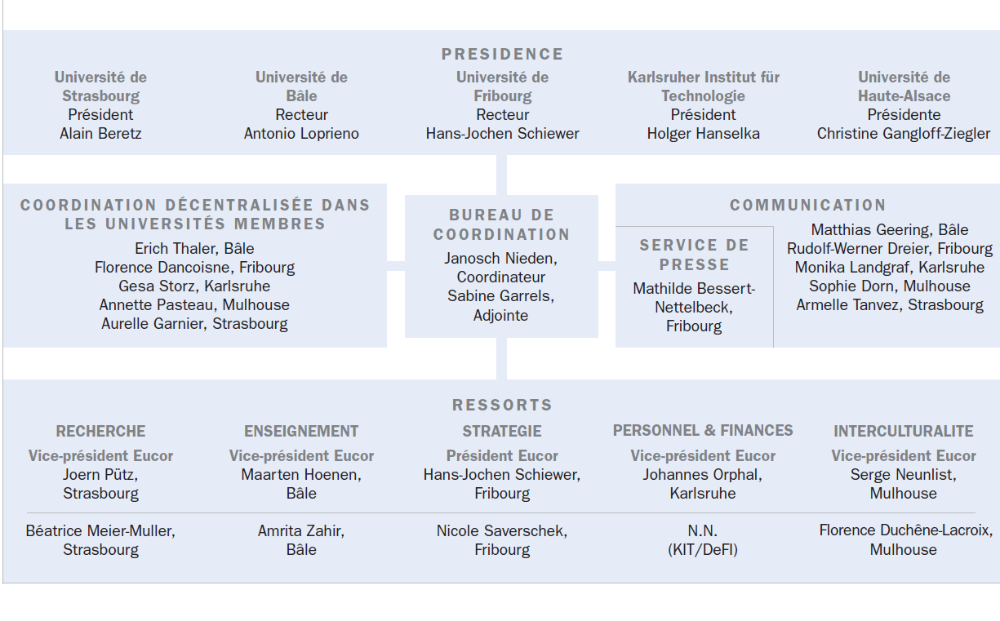 PRESIDENCE
Université de
Strasbourg
Président
Alain Beretz
Université de
Bâle
Recteur
Antonio Loprieno
Université de
Fribourg
Recteur
Hans-Jochen Schiewer
Karlsruher Institut für
Technologie
Président
Holger Hanselka
Université de
Haute-Alsace
Présidente
Christine Gangloff-Ziegler
COORDINATION DÉCENTRALISÉE DANS
LES UNIVERSITÉS MEMBRES
Erich Thaler, Bâle
Florence Dancoisne, Fribourg
Gesa Storz, Karlsruhe
Annette Pasteau, Mulhouse
Aurelle Garnier, Strasbourg
BUREAU DE
COORDINATION
Janosch Nieden,
Coordinateur
Sabine Garrels,
Adjointe
COMMUNICATION
SERVICE DE
PRESSE
Mathilde Bessert-
Nettelbeck,
Fribourg
Matthias Geering, Bâle
Rudolf-Werner Dreier, Fribourg
Monika Landgraf, Karlsruhe
Sophie Dorn, Mulhouse
Armelle Tanvez, Strasbourg
RESSORTS
RECHERCHE
Vice-président Eucor
Joern Pütz,
Strasbourg
Béatrice Meier-Muller,
Strasbourg
ENSEIGNEMENT
Vice-président Eucor
Maarten Hoenen,
Bâle
Amrita Zahir,
Bâle
STRATEGIE
Président Eucor
Hans-Jochen Schiewer,
Fribourg
Nicole Saverschek,
Fribourg
PERSONNEL & FINANCES
Vice-président Eucor
Johannes Orphal,
Karlsruhe
N.N.
(KIT/DeFI)
INTERCULTURALITE
Vice-président Eucor
Serge Neunlist,
Mulhouse
Florence Duchêne-Lacroix,
Mulhouse